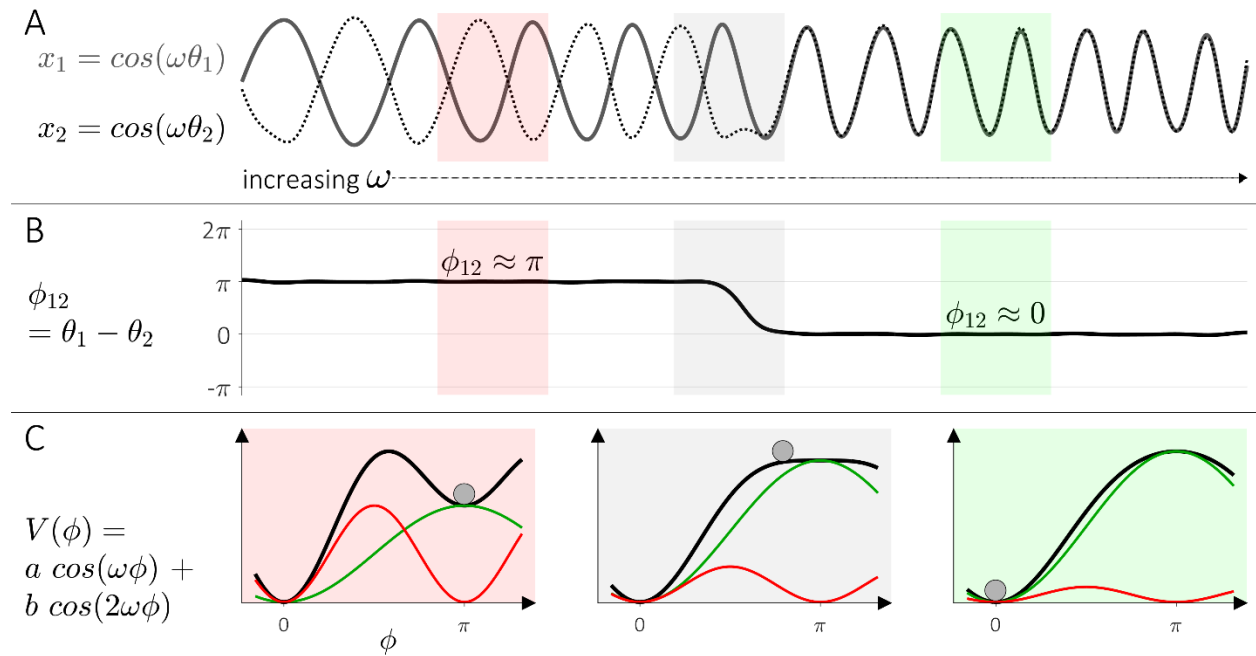 A
x₁ = cos(ωθ₁)
x₂ = cos(ωθ₂)
increasing ω
B
2π
π
0
-π
ϕ₁₂
= θ₁ − θ₂
ϕ₁₂ ≈ π
ϕ₁₂ ≈ 0
C
V(ϕ) =
a cos(ωϕ) +
b cos(2ωϕ)
0 π
ϕ
0 π
0 π